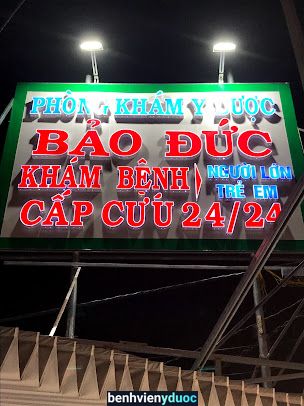 PHÒNG KHÁM Y DƯỢC
BẢO ĐỨC
KHÁM BỆNH
NGƯỜI LỚN
TRẺ EM
CẤP CỨU 24/24
benhvienyduoc